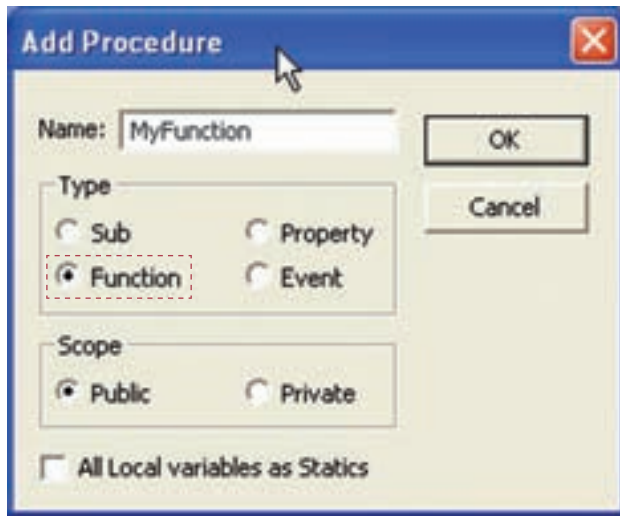 Add Procedure
Name: MyFunction
OK
Type
Cancel
Sub Property
Function Event
Scope
Public Private
All Local variables as Statics